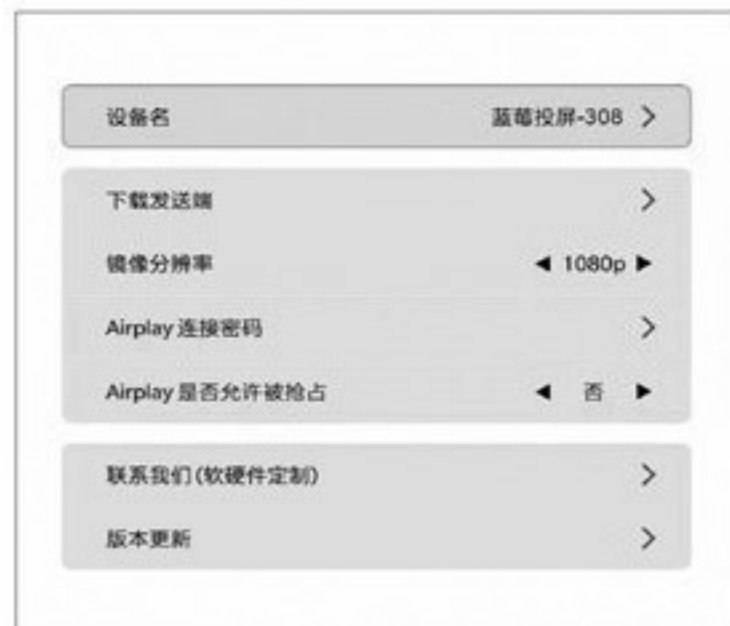 设备名 蓝莓投屏-308 >
下载发送端 >
镜像分辨率 ◀ 1080p ▶
Airplay 连接密码 >
Airplay 是否允许被抢占 ◀ 否 ▶
联系我们(软硬件定制) >
版本更新 >